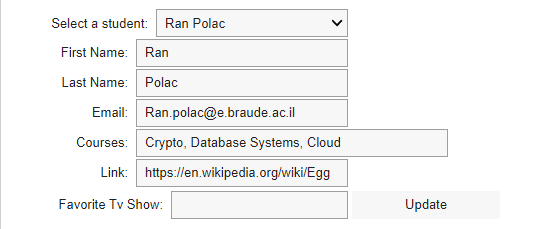 Select a student: Ran Polac
First Name: Ran
Last Name: Polac
Email: Ran.polac@e.braude.ac.il
Courses: Crypto, Database Systems, Cloud
Link: https://en.wikipedia.org/wiki/Egg
Favorite Tv Show: Update